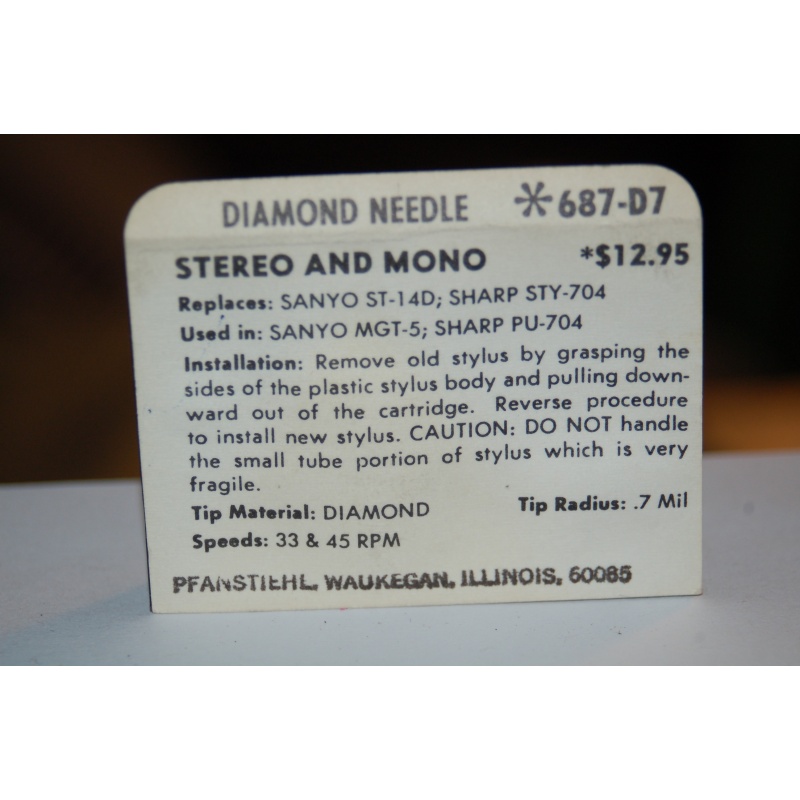 DIAMOND NEEDLE *687-D7
STEREO AND MONO *$12.95
Replaces: SANYO ST-14D; SHARP STY-704
Used in: SANYO MGT-5; SHARP PU-704
Installation: Remove old stylus by grasping the
sides of the plastic stylus body and pulling down-
ward out of the cartridge. Reverse procedure
to install new stylus. CAUTION: DO NOT handle
the small tube portion of stylus which is very
fragile.
Tip Material: DIAMOND Tip Radius: .7 Mil
Speeds: 33 & 45 RPM
PFANSTIEHL, WAUKEGAN, ILLINOIS, 60085